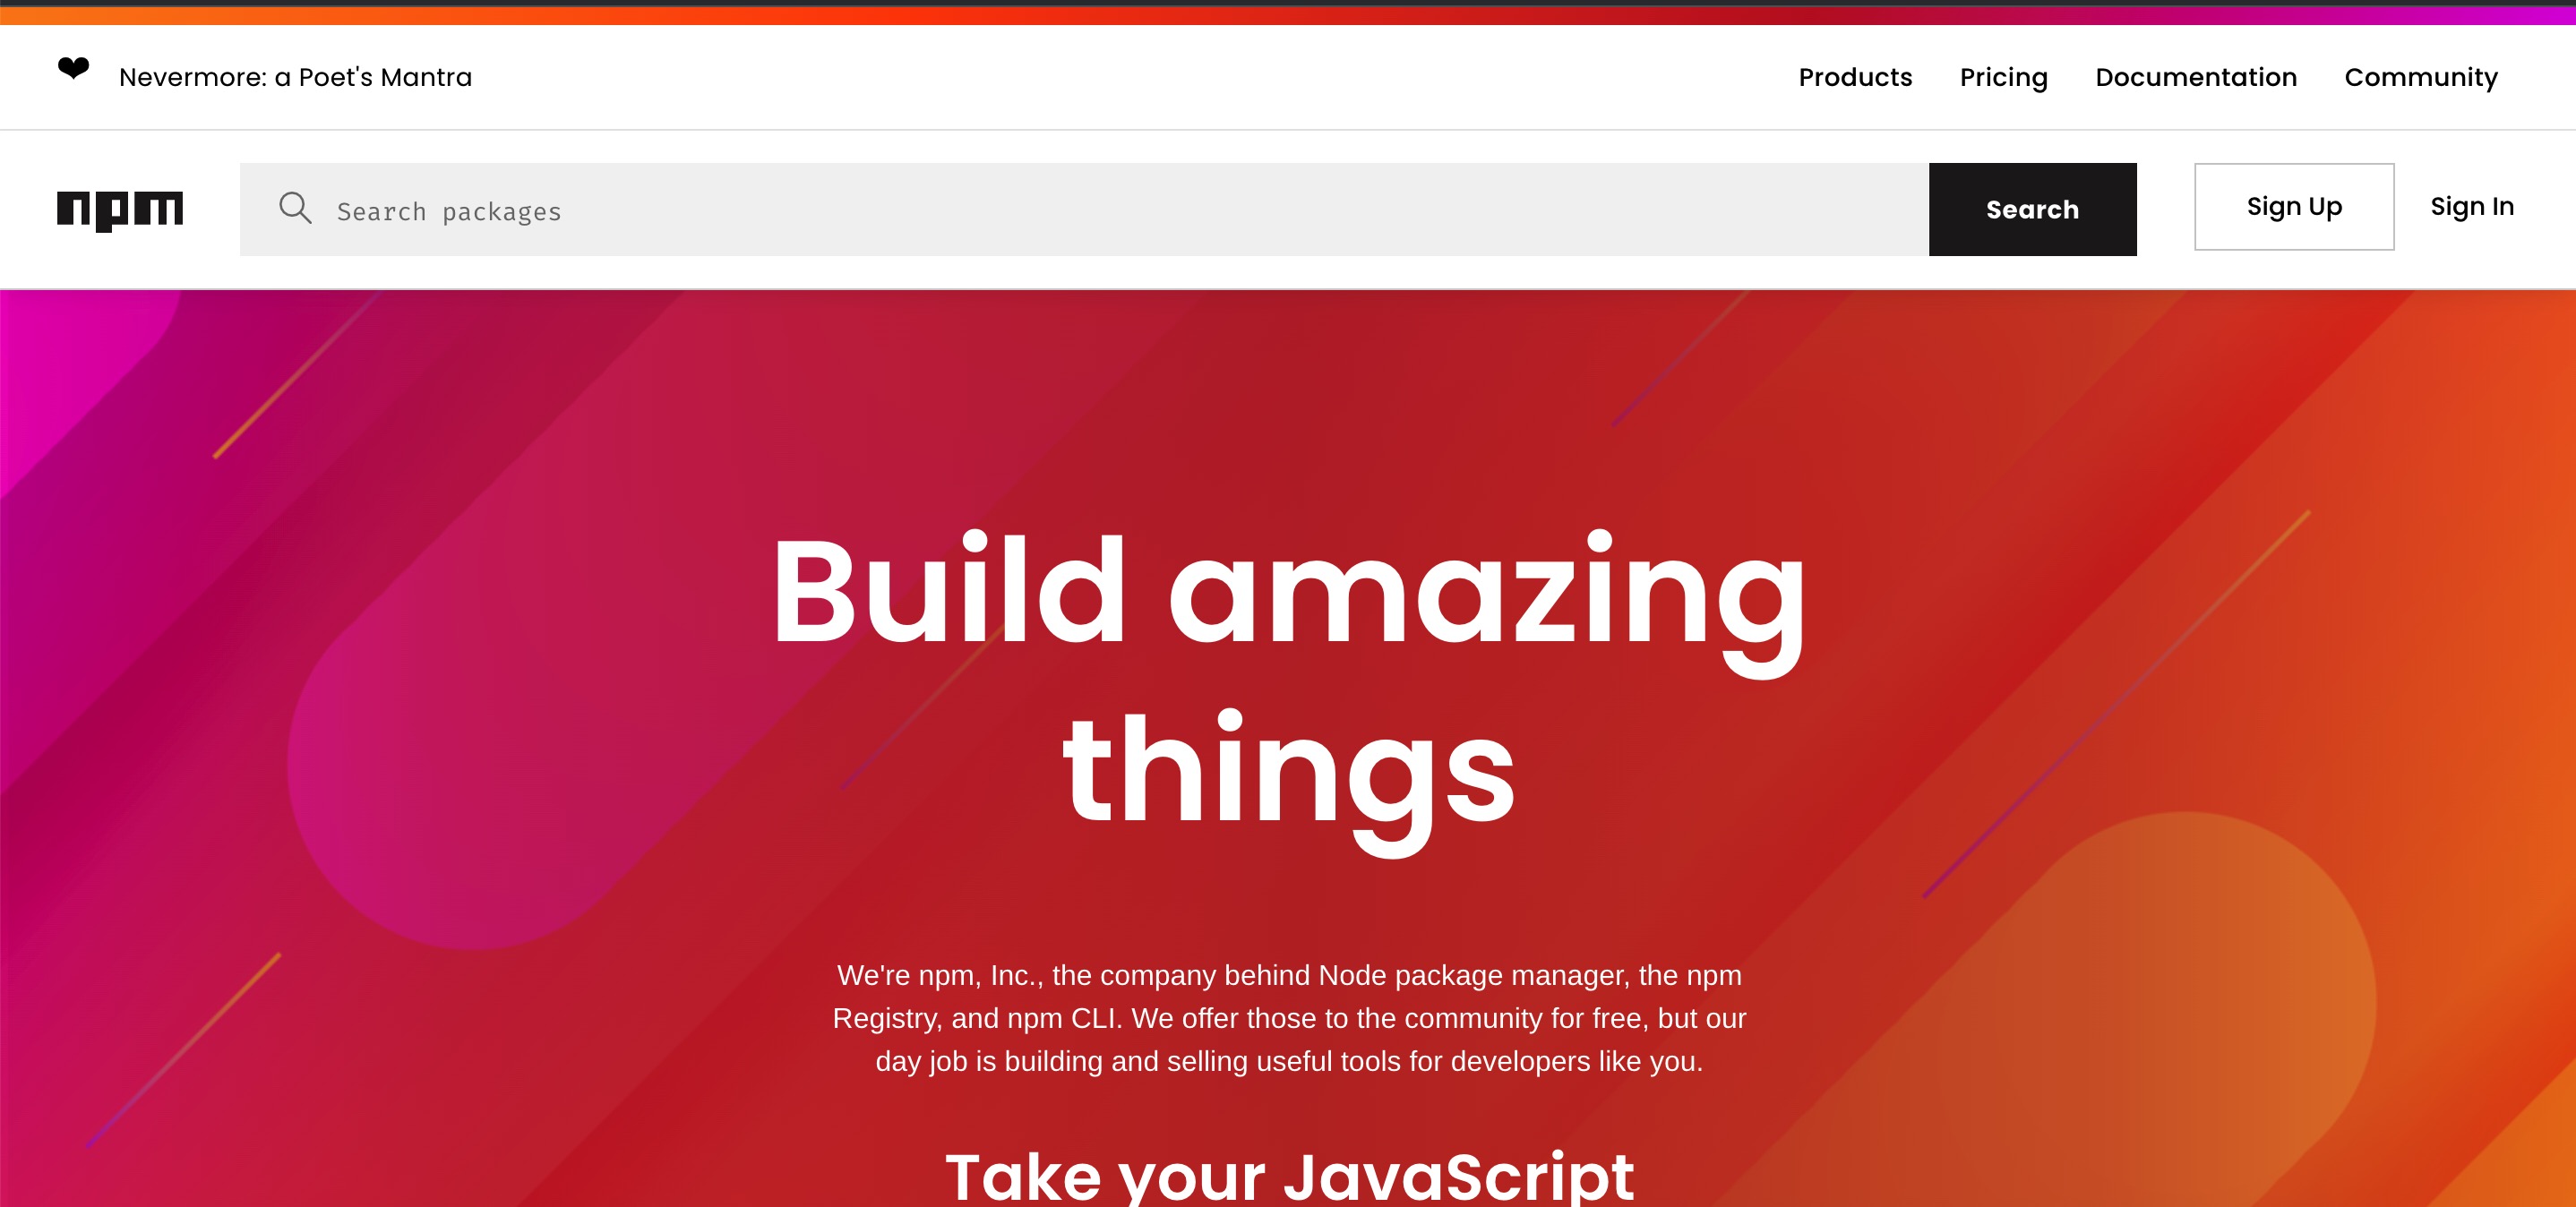 ❤ Nevermore: a Poet's Mantra
Products Pricing Documentation Community
npm
Search packages
Search
Sign Up
Sign In
Build amazing
things
We're npm, Inc., the company behind Node package manager, the npm
Registry, and npm CLI. We offer those to the community for free, but our
day job is building and selling useful tools for developers like you.
Take your JavaScript